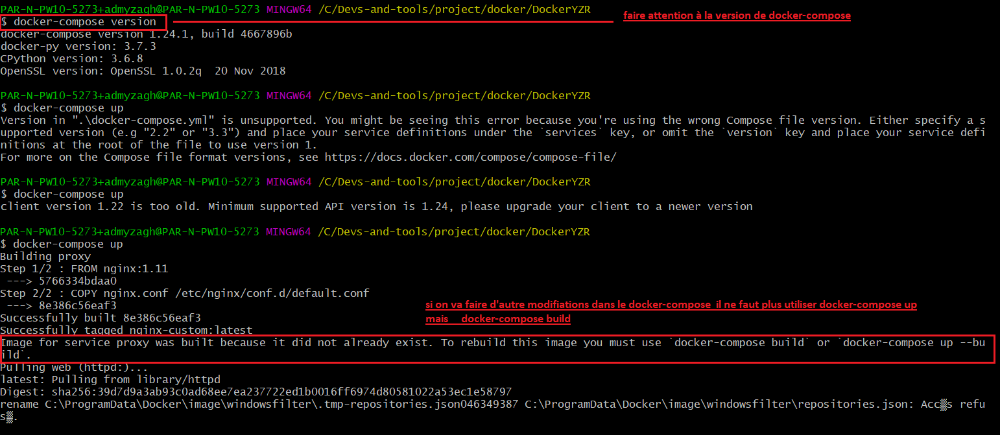 PAR-N-PW10-5273+admyzagh@PAR-N-PW10-5273 MINGW64 /C/Devs-and-tools/project/docker/DockerYZR
faire attention à la version de docker-compose
$ docker-compose version
docker-compose version 1.24.1, build 4667896b
docker-py version: 3.7.3
CPython version: 3.6.8
OpenSSL version: OpenSSL 1.0.2q  20 Nov 2018
PAR-N-PW10-5273+admyzagh@PAR-N-PW10-5273 MINGW64 /C/Devs-and-tools/project/docker/DockerYZR
$ docker-compose up
Version in ".\docker-compose.yml" is unsupported. You might be seeing this error because you're using the wrong Compose file version. Either specify a s
upported version (e.g "2.2" or "3.3") and place your service definitions under the `services` key, or omit the `version` key and place your service defi
nitions at the root of the file to use version 1.
For more on the Compose file format versions, see https://docs.docker.com/compose/compose-file/
PAR-N-PW10-5273+admyzagh@PAR-N-PW10-5273 MINGW64 /C/Devs-and-tools/project/docker/DockerYZR
$ docker-compose up
client version 1.22 is too old. Minimum supported API version is 1.24, please upgrade your client to a newer version
PAR-N-PW10-5273+admyzagh@PAR-N-PW10-5273 MINGW64 /C/Devs-and-tools/project/docker/DockerYZR
$ docker-compose up
Building proxy
Step 1/2 : FROM nginx:1.11
 ---> 5766334bdaa0
Step 2/2 : COPY nginx.conf /etc/nginx/conf.d/default.conf
 ---> 8e386c56eaf3
si on va faire d'autre modifiations dans le docker-compose  il ne faut plus utiliser docker-compose up
mais    docker-compose build
Successfully built 8e386c56eaf3
Successfully tagged nginx-custom:latest
Image for service proxy was built because it did not already exist. To rebuild this image you must use `docker-compose build` or `docker-compose up --bu
ild`.
Pulling web (httpd:)...
latest: Pulling from library/httpd
Digest: sha256:39d7d9a3ab93c0ad68ee7ea237722ed1b0016ff6974d80581022a53ec1e58797
rename C:\ProgramData\Docker\image\windowsfilter\.tmp-repositories.json046349387 C:\ProgramData\Docker\image\windowsfilter\repositories.json: Acc▒s refu
s▒.